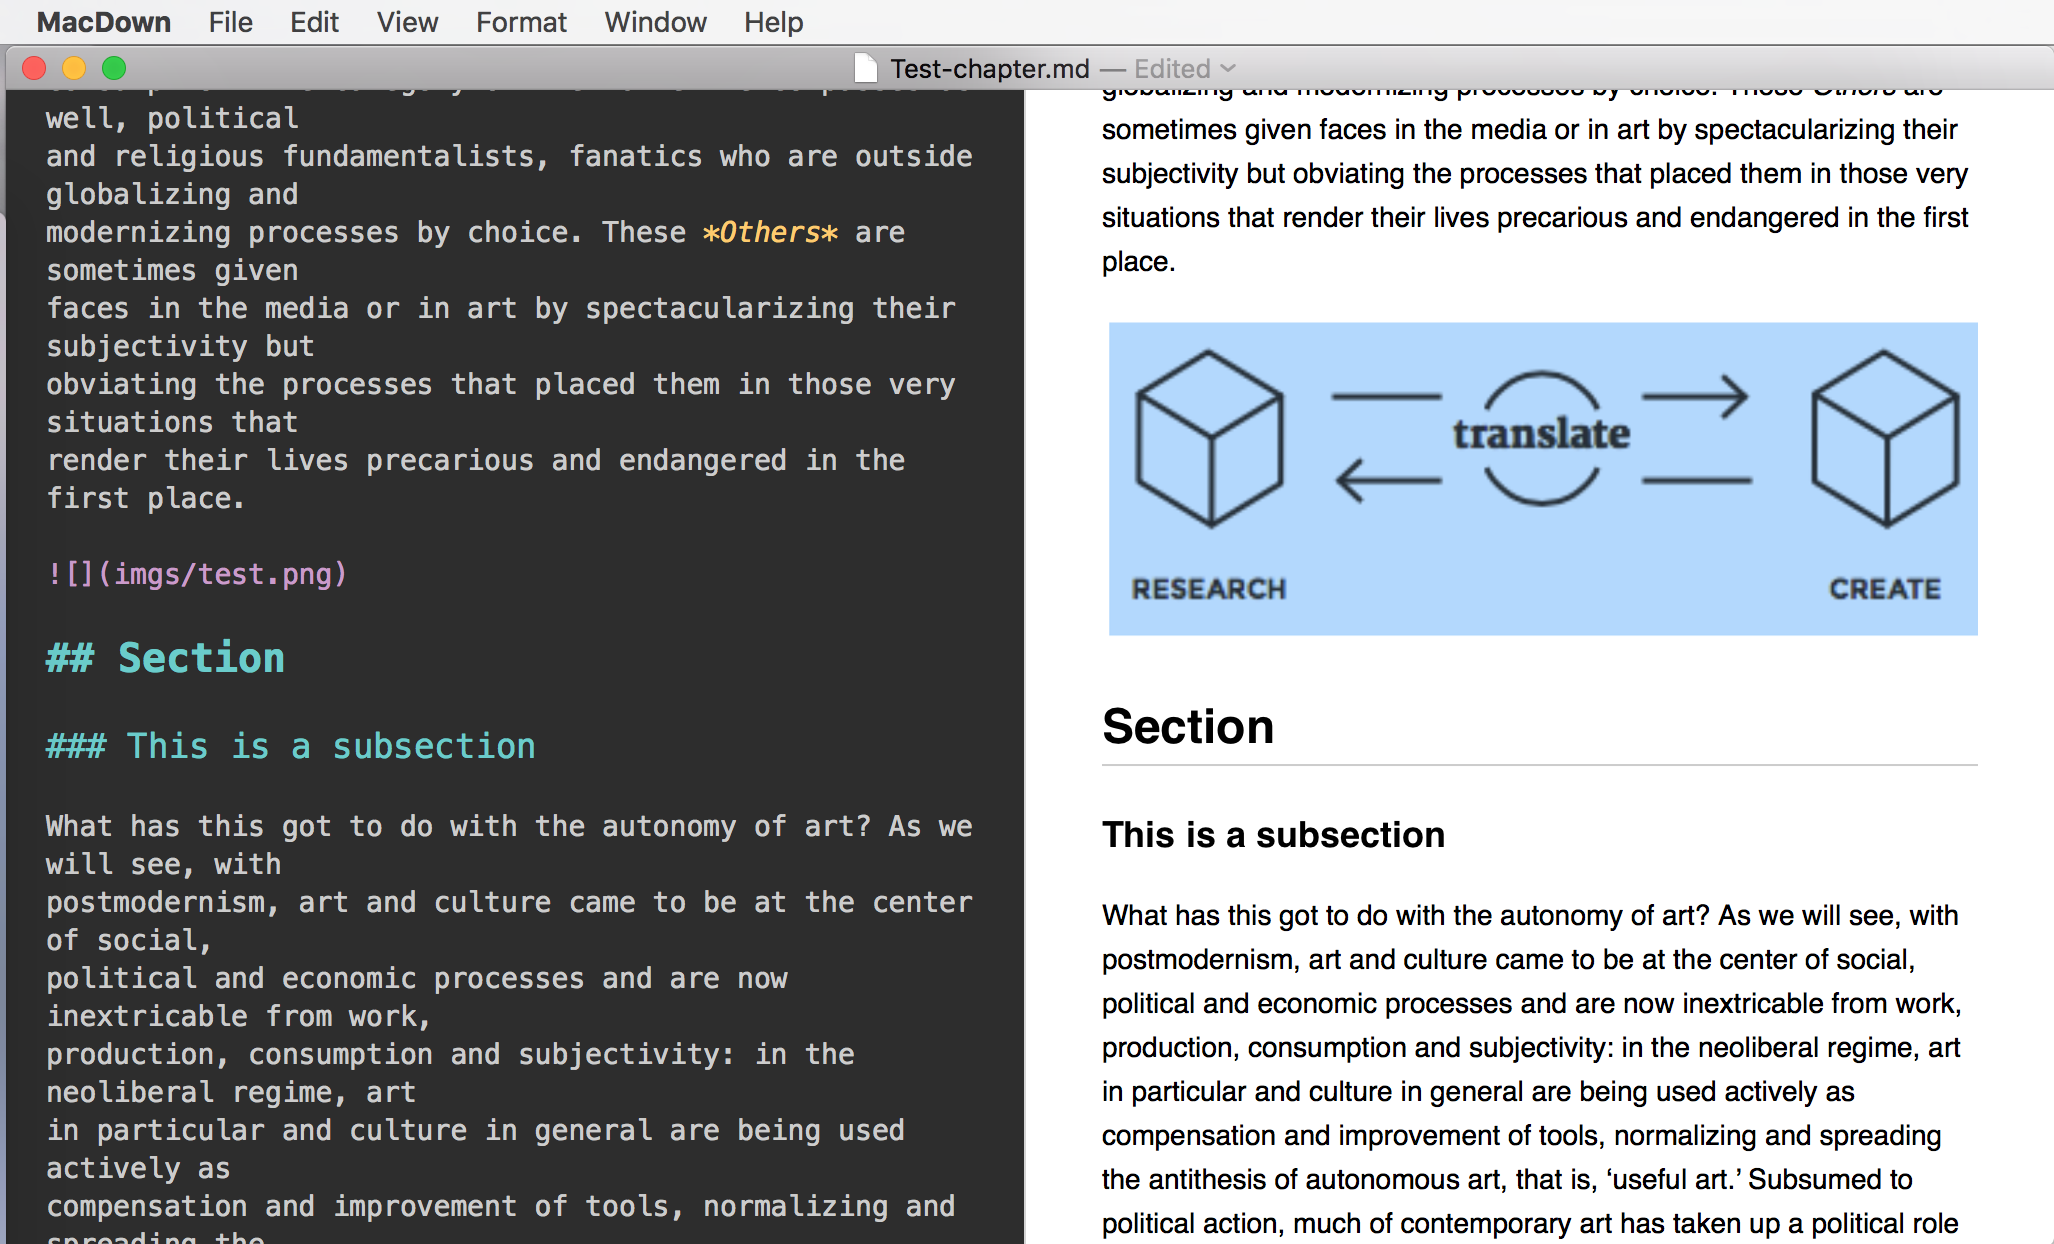 MacDown File Edit View Format Window Help
Test-chapter.md — Edited
well, political
and religious fundamentalists, fanatics who are outside
globalizing and
modernizing processes by choice. These *Others* are
sometimes given
faces in the media or in art by spectacularizing their
subjectivity but
obviating the processes that placed them in those very
situations that
render their lives precarious and endangered in the
first place.
![](imgs/test.png)
## Section
### This is a subsection
What has this got to do with the autonomy of art? As we
will see, with
postmodernism, art and culture came to be at the center
of social,
political and economic processes and are now
inextricable from work,
production, consumption and subjectivity: in the
neoliberal regime, art
in particular and culture in general are being used
actively as
compensation and improvement of tools, normalizing and
spreading the
globalizing and modernizing processes by choice. These Others are
sometimes given faces in the media or in art by spectacularizing their
subjectivity but obviating the processes that placed them in those very
situations that render their lives precarious and endangered in the first
place.
translate
RESEARCH
CREATE
Section
This is a subsection
What has this got to do with the autonomy of art? As we will see, with
postmodernism, art and culture came to be at the center of social,
political and economic processes and are now inextricable from work,
production, consumption and subjectivity: in the neoliberal regime, art
in particular and culture in general are being used actively as
compensation and improvement of tools, normalizing and spreading
the antithesis of autonomous art, that is, ‘useful art.’ Subsumed to
political action, much of contemporary art has taken up a political role